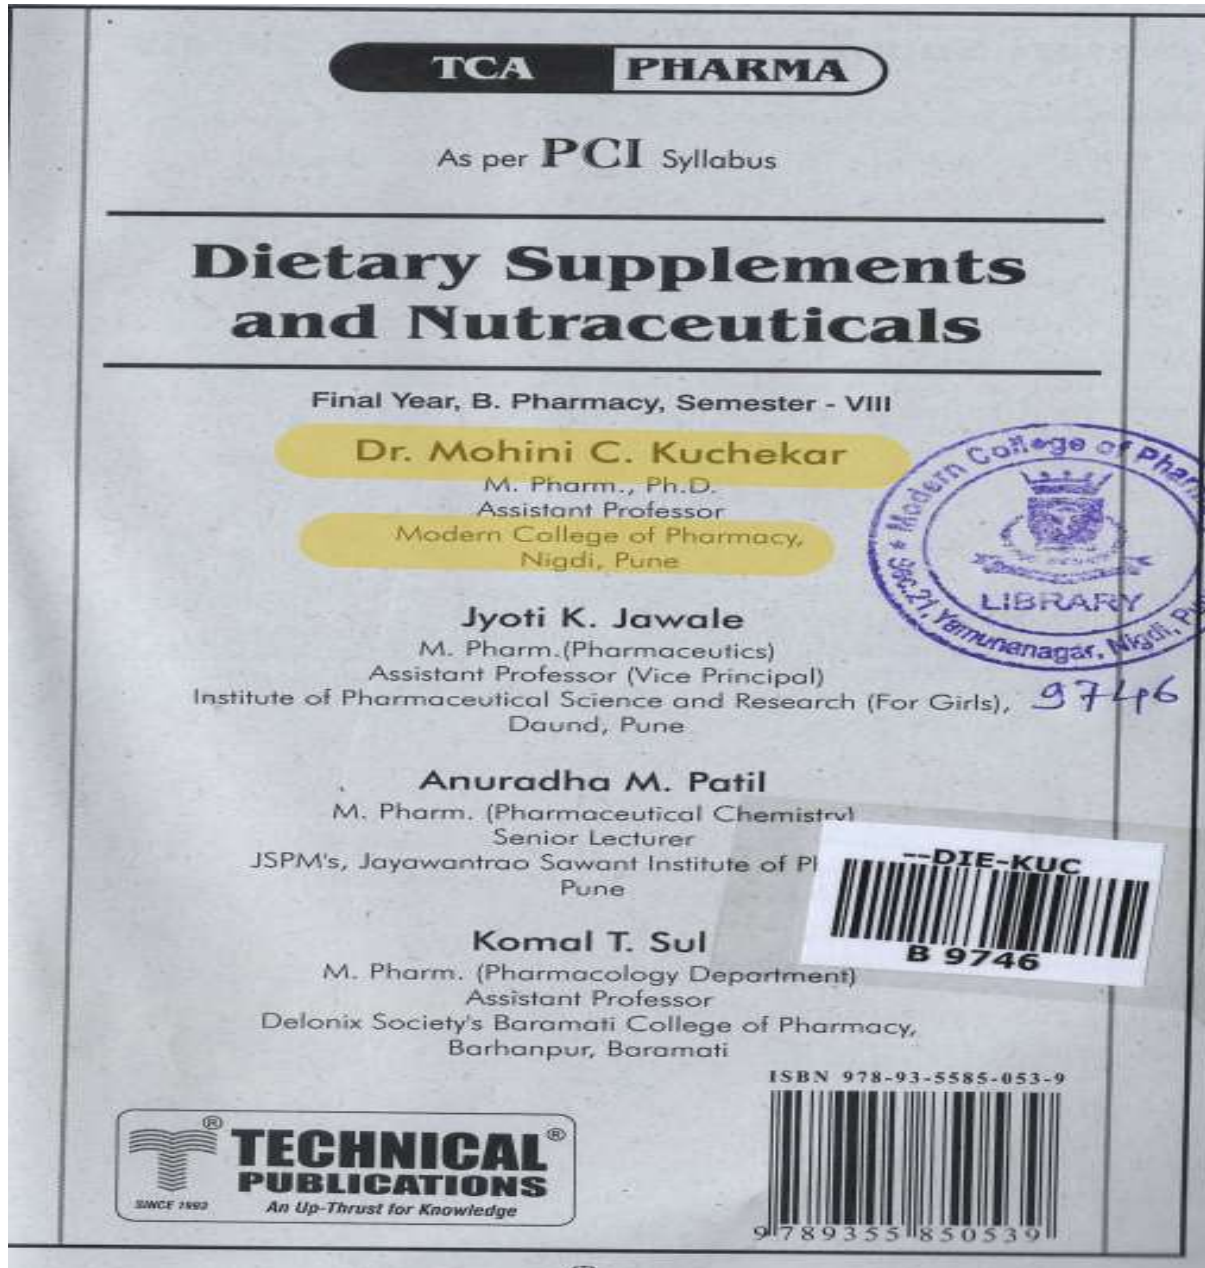 TCA PHARMA
As per PCI Syllabus
Dietary Supplements
and Nutraceuticals
Final Year, B. Pharmacy, Semester - VIII
Dr. Mohini C. Kuchekar
M. Pharm., Ph.D.
Assistant Professor
Modern College of Pharmacy,
Nigdi, Pune
Modern College of
LIBRARY
Sec.21, Yamunanagar, Nigdi,
9746
Jyoti K. Jawale
M. Pharm.(Pharmaceutics)
Assistant Professor (Vice Principal)
Institute of Pharmaceutical Science and Research (For Girls),
Daund, Pune
Anuradha M. Patil
M. Pharm. (Pharmaceutical Chemistry)
Senior Lecturer
JSPM's, Jayawantrao Sawant Institute of
Pune
--DIE-KUC
B 9746
Komal T. Sul
M. Pharm. (Pharmacology Department)
Assistant Professor
Delonix Society's Baramati College of Pharmacy,
Barhanpur, Baramati
ISBN 978-93-5585-053-9
9 789355 850539
TECHNICAL®
PUBLICATIONS
An Up-Thrust for Knowledge
®